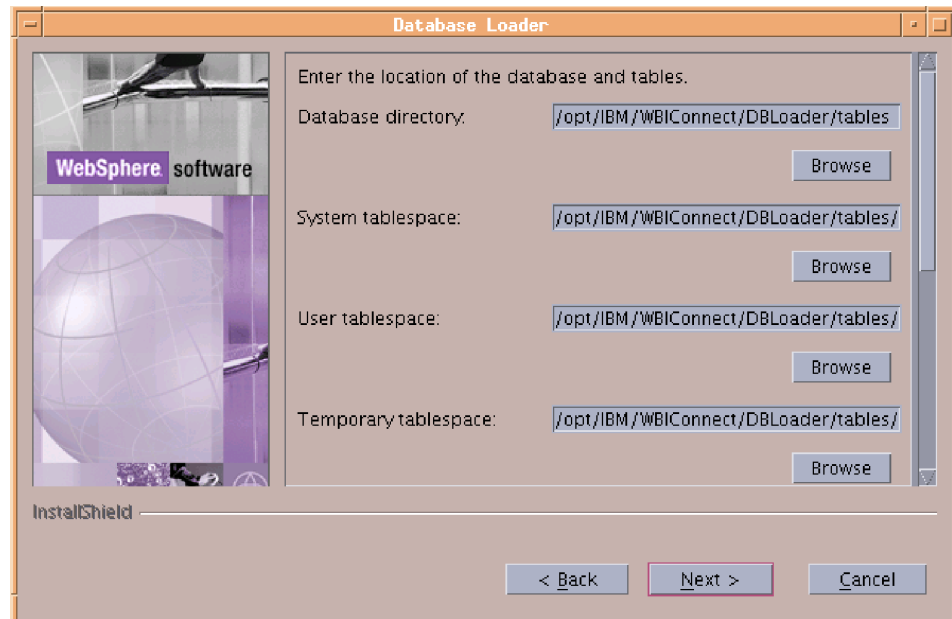 Database Loader
WebSphere software
Enter the location of the database and tables.
Database directory: /opt/IBM/WBIConnect/DBLoader/tables
Browse
System tablespace: /opt/IBM/WBIConnect/DBLoader/tables/
Browse
User tablespace: /opt/IBM/WBIConnect/DBLoader/tables/
Browse
Temporary tablespace: /opt/IBM/WBIConnect/DBLoader/tables/
Browse
InstallShield
< Back Next > Cancel